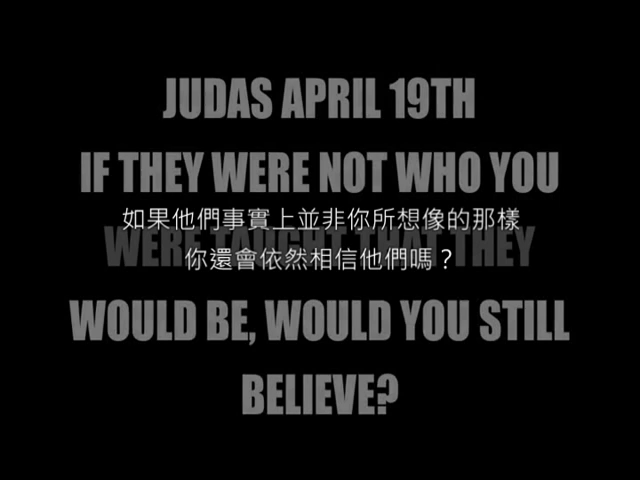 JUDAS APRIL 19TH
IF THEY WERE NOT WHO YOU
如果他們事實上並非你所想像的那樣
WERE TAUGHT THAT THEY
你還會依然相信他們嗎？
WOULD BE, WOULD YOU STILL
BELIEVE?